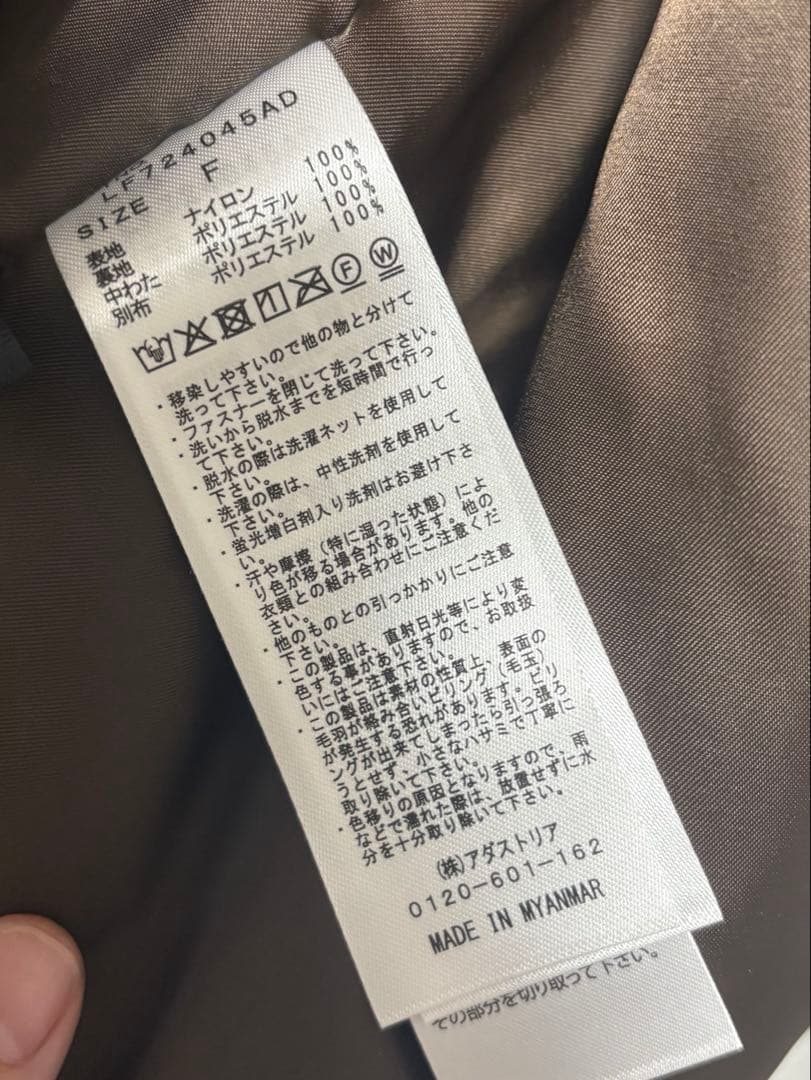 LF724045AD
SIZE F
表地 ナイロン 100%
裏地 ポリエステル 100%
中わた ポリエステル 100%
別布 ポリエステル 100%
F W
・移染しやすいので他の物と分けて
洗って下さい。
・ファスナーを閉じて洗って下さい。
・洗いから脱水までを短時間で行っ
て下さい。
・脱水の際は洗濯ネットを使用して
下さい。
・洗濯の際は、中性洗剤を使用して
下さい。
・蛍光増白剤入り洗剤はお避け下さ
い。
・汗や摩擦(特に湿った状態)によ
り色が移る場合があります。他の
衣類との組み合わせにご注意くだ
さい。
・他のものとの引っかかりにご注意
下さい。
・この製品は、直射日光等により変
色する事がありますので、お取扱
いにはご注意下さい。
・この製品は素材の性質上、表面の
毛羽が絡み合いピリング(毛玉)
が発生する恐れがあります。ピリ
ングが出来てしまったら引っ張ろ
うとせず、小さなハサミで丁寧に
取り除いて下さい。
・色移りの原因となりますので、雨
などで濡れた際は、放置せずに水
分を十分取り除いて下さい。
(株)アダストリア
0120-601-162
MADE IN MYANMAR
その部分を切り取って下さい。